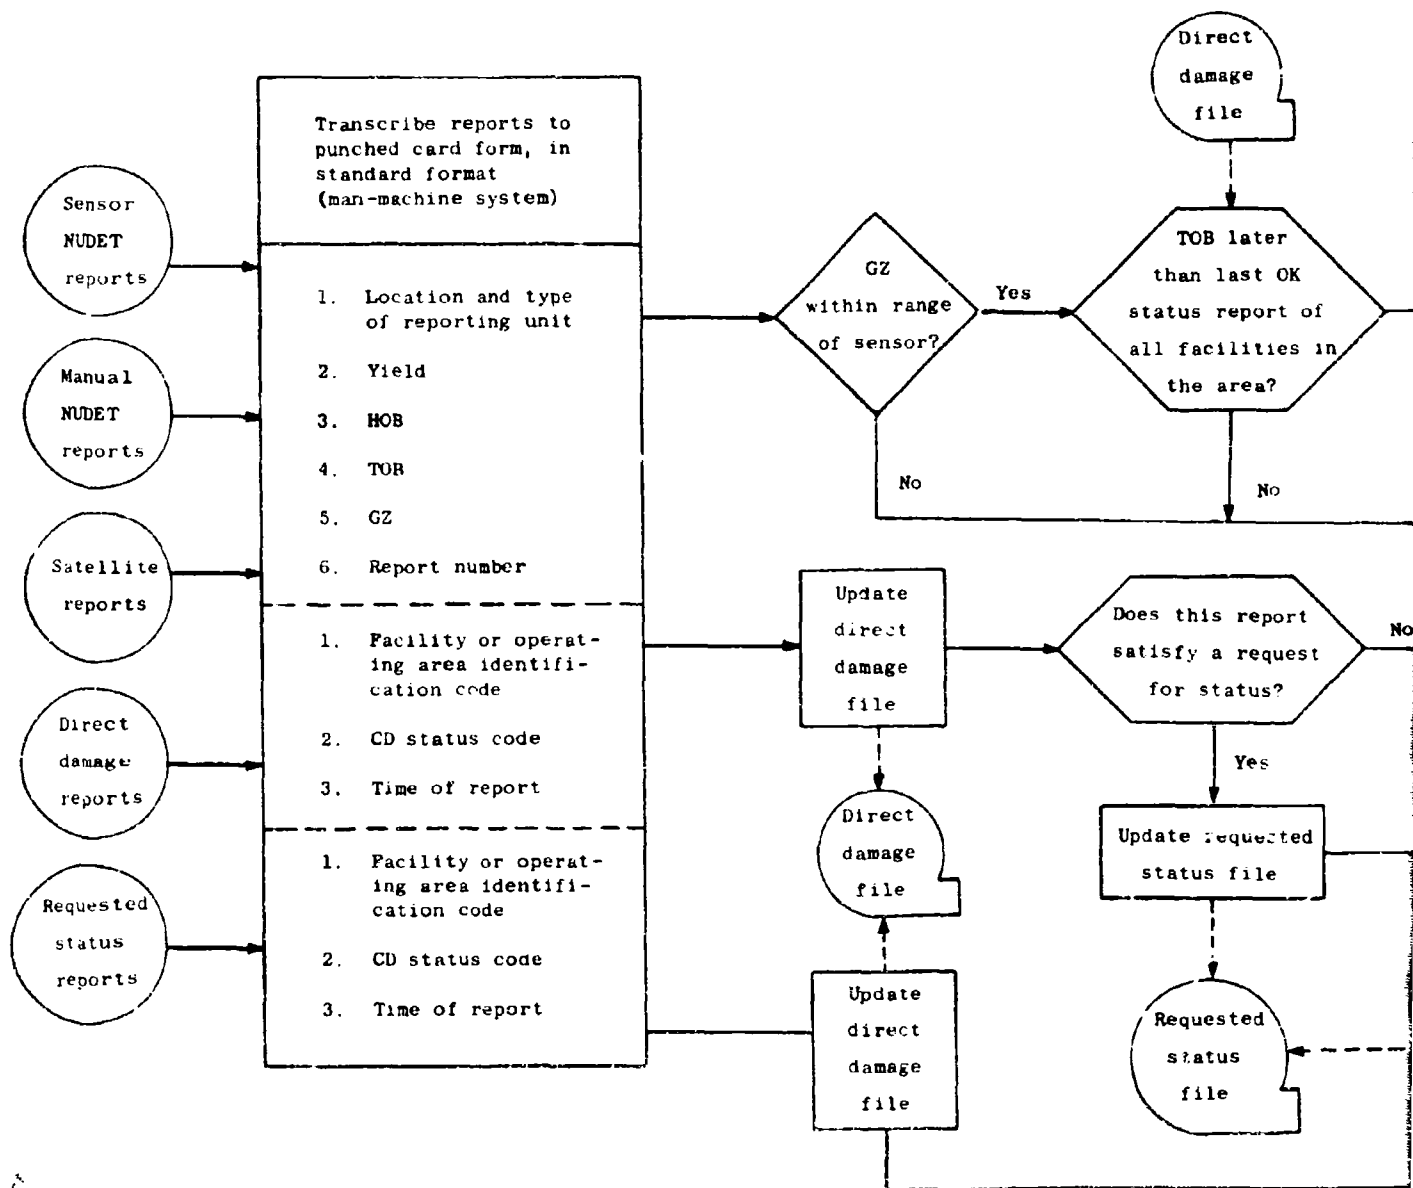 Direct
damage
file
Transcribe reports to
punched card form, in
standard format
(man-machine system)
Sensor
NUDET
reports
Manual
NUDET
reports
Satellite
reports
Direct
damage
reports
Requested
status
reports
1. Location and type
of reporting unit
2. Yield
3. HOB
4. TOB
5. GZ
6. Report number
1. Facility or operat-
ing area identifi-
cation code
2. CD status code
3. Time of report
1. Facility or operat-
ing area identifi-
cation code
2. CD status code
3. Time of report
GZ
within range
of sensor?
Yes
No
TOB later
than last OK
status report of
all facilities in
the area?
No
Update
direct
damage
file
Does this report
satisfy a request
for status?
No
Yes
Direct
damage
file
Update requested
status file
Update
direct
damage
file
Requested
status
file